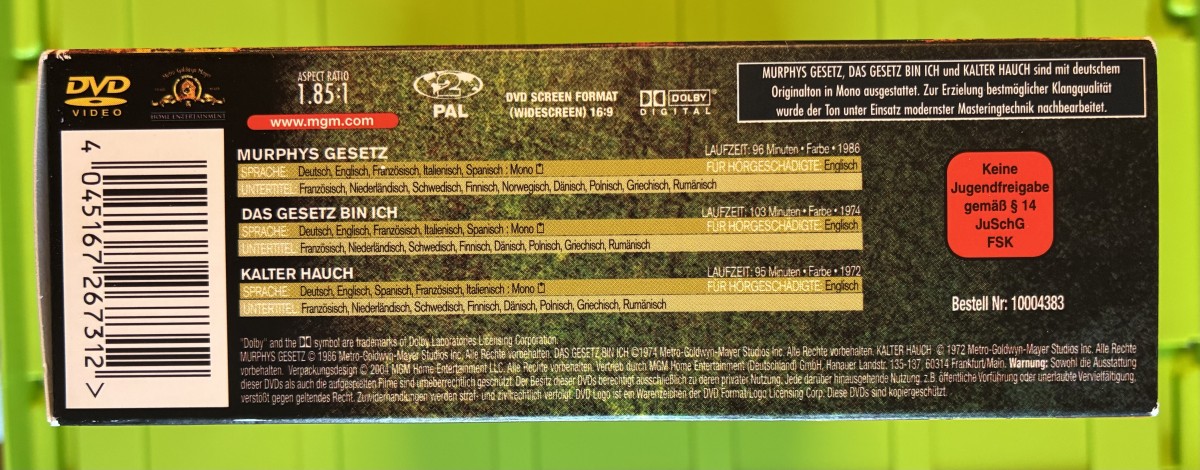 DVD
VIDEO
Metro Goldwyn Mayer
HOME ENTERTAINMENT
ASPECT RATIO
1.85:1
www.mgm.com
2
PAL
DVD SCREEN FORMAT
(WIDESCREEN) 16:9
DOLBY
DIGITAL
MURPHYS GESETZ, DAS GESETZ BIN ICH und KALTER HAUCH sind mit deutschem
Originalton in Mono ausgestattet. Zur Erzielung bestmöglicher Klangqualität
wurde der Ton unter Einsatz modernster Masteringtechnik nachbearbeitet.
4 045167 267312 >
MURPHYS GESETZ LAUFZEIT: 96 Minuten • Farbe • 1986
SPRACHE: Deutsch, Englisch, Französisch, Italienisch, Spanisch : Mono FÜR HÖRGESCHÄDIGTE: Englisch
UNTERTITEL: Französisch, Niederländisch, Schwedisch, Finnisch, Norwegisch, Dänisch, Polnisch, Griechisch, Rumänisch
DAS GESETZ BIN ICH LAUFZEIT: 103 Minuten • Farbe • 1974
SPRACHE: Deutsch, Englisch, Französisch, Italienisch, Spanisch : Mono FÜR HÖRGESCHÄDIGTE: Englisch
UNTERTITEL: Französisch, Niederländisch, Schwedisch, Finnisch, Dänisch, Polnisch, Griechisch, Rumänisch
KALTER HAUCH LAUFZEIT: 95 Minuten • Farbe • 1972
SPRACHE: Deutsch, Englisch, Spanisch, Französisch, Italienisch : Mono FÜR HÖRGESCHÄDIGTE: Englisch
UNTERTITEL: Französisch, Niederländisch, Schwedisch, Finnisch, Dänisch, Polnisch, Griechisch, Rumänisch
Keine
Jugendfreigabe
gemäß § 14
JuSchG
FSK
Bestell Nr: 10004383
"Dolby" and the DD symbol are trademarks of Dolby Laboratories Licensing Corporation.
MURPHYS GESETZ © 1986 Metro-Goldwyn-Mayer Studios Inc. Alle Rechte vorbehalten. DAS GESETZ BIN ICH ©1974 Metro-Goldwyn-Mayer Studios Inc. Alle Rechte vorbehalten. KALTER HAUCH © 1972 Metro-Goldwyn-Mayer Studios Inc. Alle Rechte
vorbehalten. Verpackungsdesign © 2004 MGM Home Entertainment LLC. Alle Rechte vorbehalten. Vertrieb durch MGM Home Entertainment (Deutschland) GmbH, Hanauer Landstr. 135-137, 60314 Frankfurt/Main. Warnung: Sowohl die Ausstattung
dieser DVDs als auch die aufgespielten Filme sind urheberrechtlich geschützt. Der Besitz dieser DVDs berechtigt ausschließlich zu deren privater Nutzung. Jede darüber hinausgehende Nutzung, z.B. öffentliche Vorführung oder unerlaubte Vervielfältigung,
verstößt gegen geltendes Recht. Zuwiderhandlungen werden straf- und zivilrechtlich verfolgt. DVD Logo ist ein Warenzeichen der DVD Format/Logo Licensing Corp. Diese DVDs sind kopiergeschützt.